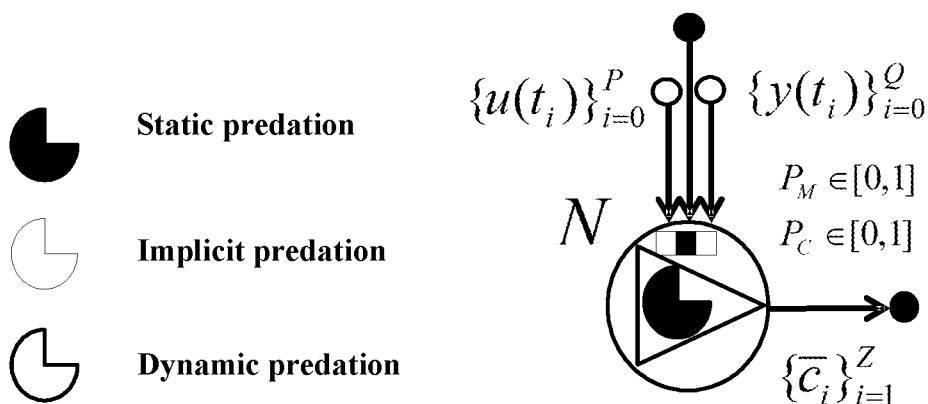 Static predation
Implicit predation
Dynamic predation
{u(t_i)}_{i=0}^{P}
{y(t_i)}_{i=0}^{Q}
P_M ∈[0,1]
N
P_C ∈[0,1]
{c̅_i}_{i=1}^{Z}